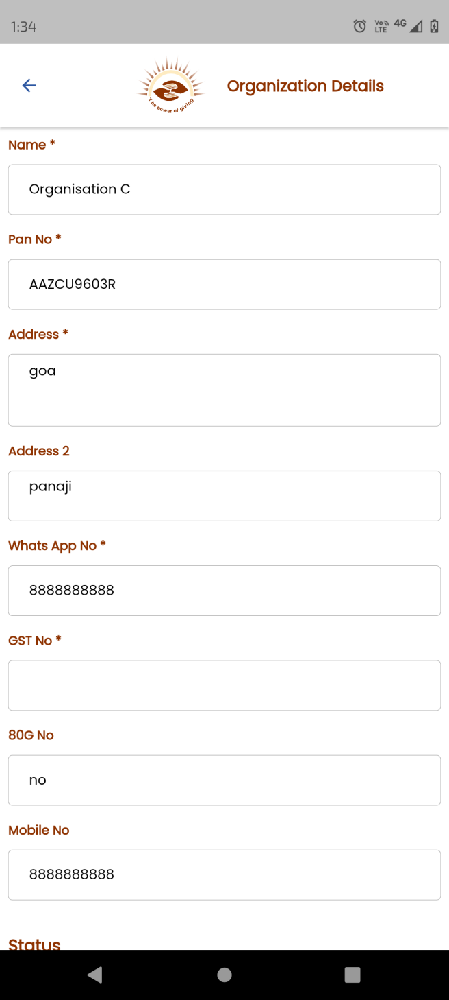 1:34
Vo LTE 4G
The power of giving
Organization Details
Name *
Organisation C
Pan No *
AAZCU9603R
Address *
goa
Address 2
panaji
Whats App No *
8888888888
GST No *
80G No
no
Mobile No
8888888888
Status